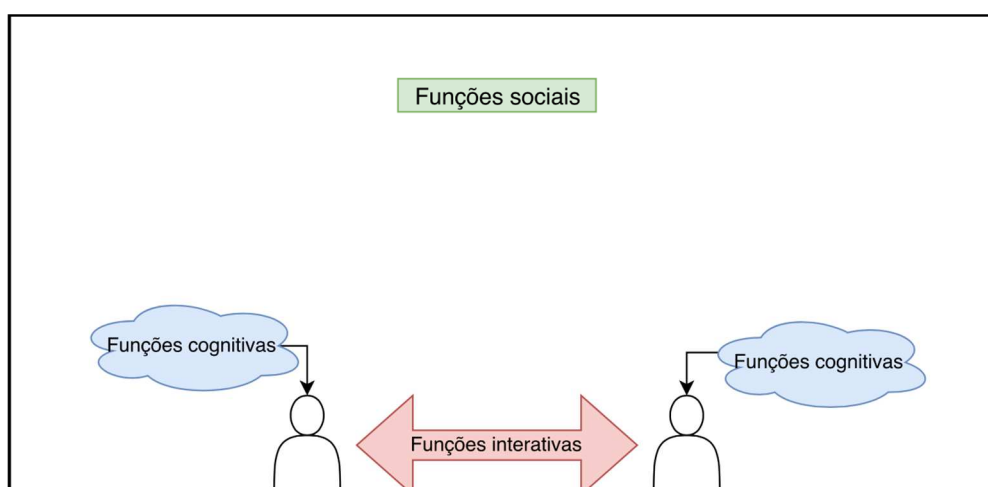 Funções sociais
Funções cognitivas
Funções cognitivas
Funções interativas